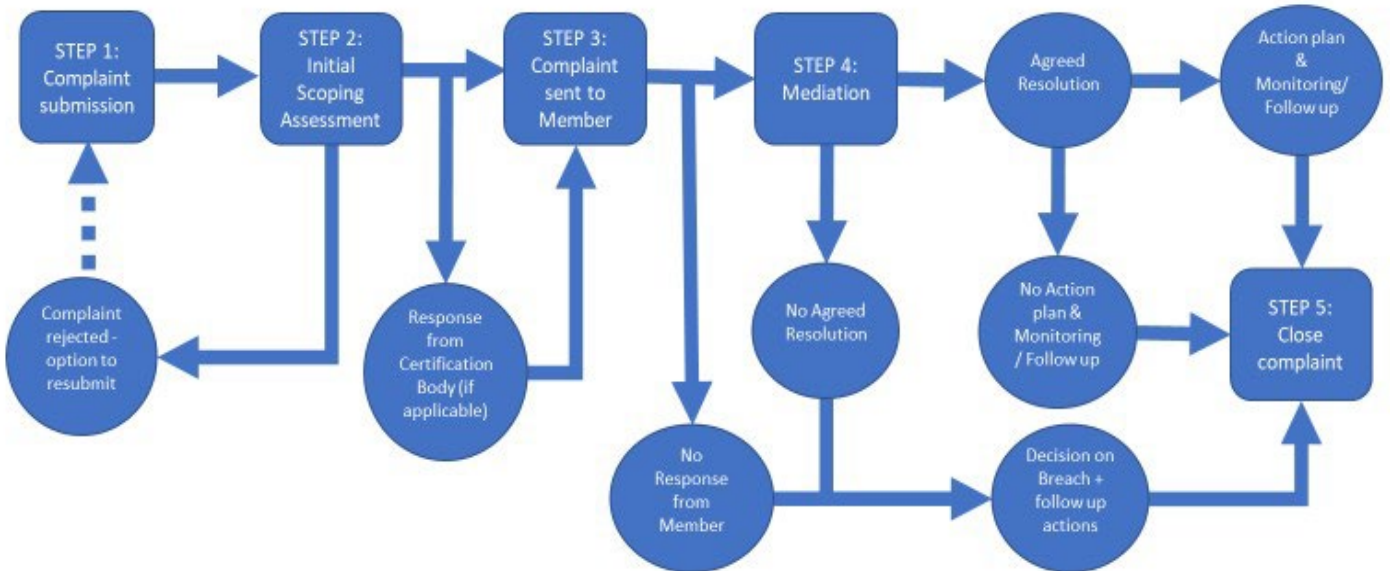 STEP 1:
Complaint
submission
STEP 2:
Initial
Scoping
Assessment
STEP 3:
Complaint
sent to
Member
STEP 4:
Mediation
Agreed
Resolution
Action plan
&
Monitoring/
Follow up
Complaint
rejected -
option to
resubmit
Response
from
Certification
Body (if
applicable)
No Agreed
Resolution
No Action
plan &
Monitoring
/ Follow up
STEP 5:
Close
complaint
No
Response
from
Member
Decision on
Breach +
follow up
actions